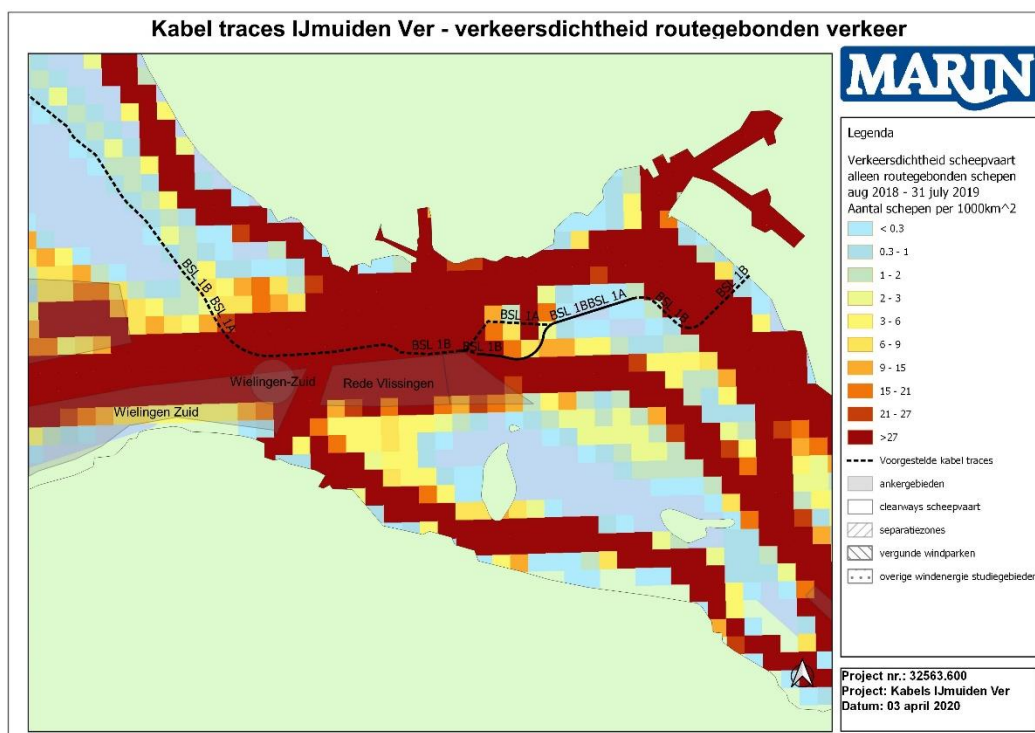 Kabel traces IJmuiden Ver - verkeersdichtheid routegebonden verkeer
MARIN
Legenda
Verkeersdichtheid scheepvaart
alleen routegebonden schepen
aug 2018 - 31 july 2019
Aantal schepen per 1000km^2
< 0.3
0.3 - 1
1 - 2
2 - 3
3 - 6
6 - 9
9 - 15
15 - 21
21 - 27
>27
Voorgestelde kabel traces
ankergebieden
clearways scheepvaart
separatiezones
vergunde windparken
overige windenergie studiegebieden
Project nr.: 32563.600
Project: Kabels IJmuiden Ver
Datum: 03 april 2020
BSL 1B
BSL 1A
BSL 1B
BSL 1B
BSL 1A
BSL 1BBSL 1A
BSL 1B
BSL 1B
Wielingen-Zuid
Rede Vlissingen
Wielingen Zuid